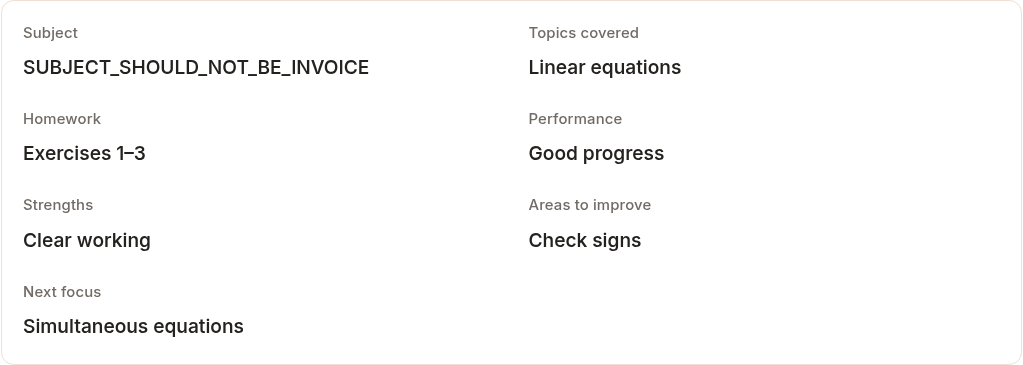 Subject
SUBJECT_SHOULD_NOT_BE_INVOICE
Topics covered
Linear equations
Homework
Exercises 1–3
Performance
Good progress
Strengths
Clear working
Areas to improve
Check signs
Next focus
Simultaneous equations